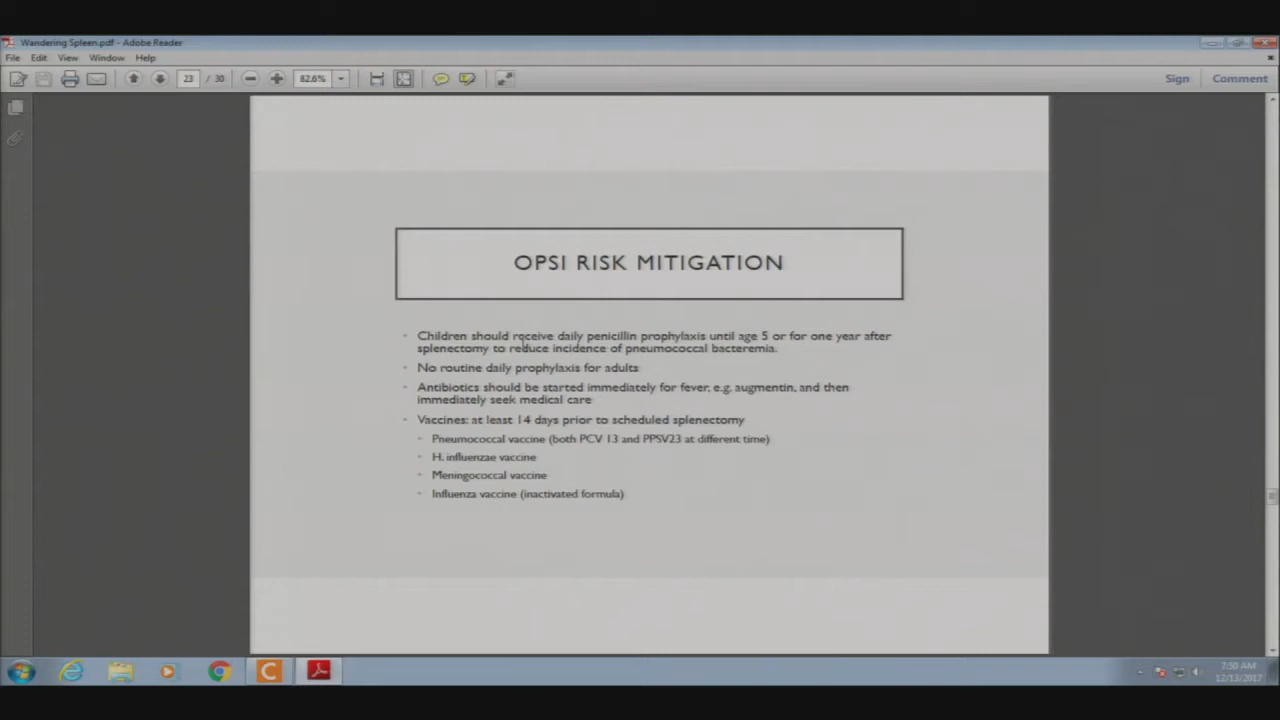 Wandering Spleen.pdf - Adobe Reader
File Edit View Window Help
23 / 30 82.6% Sign Comment
OPSI RISK MITIGATION
Children should receive daily penicillin prophylaxis until age 5 or for one year after
splenectomy to reduce incidence of pneumococcal bacteremia.
No routine daily prophylaxis for adults
Antibiotics should be started immediately for fever, e.g. augmentin, and then
immediately seek medical care
Vaccines: at least 14 days prior to scheduled splenectomy
Pneumococcal vaccine (both PCV 13 and PPSV23 at different time)
H. influenzae vaccine
Meningococcal vaccine
Influenza vaccine (inactivated formula)
7:50 AM
12/13/2017